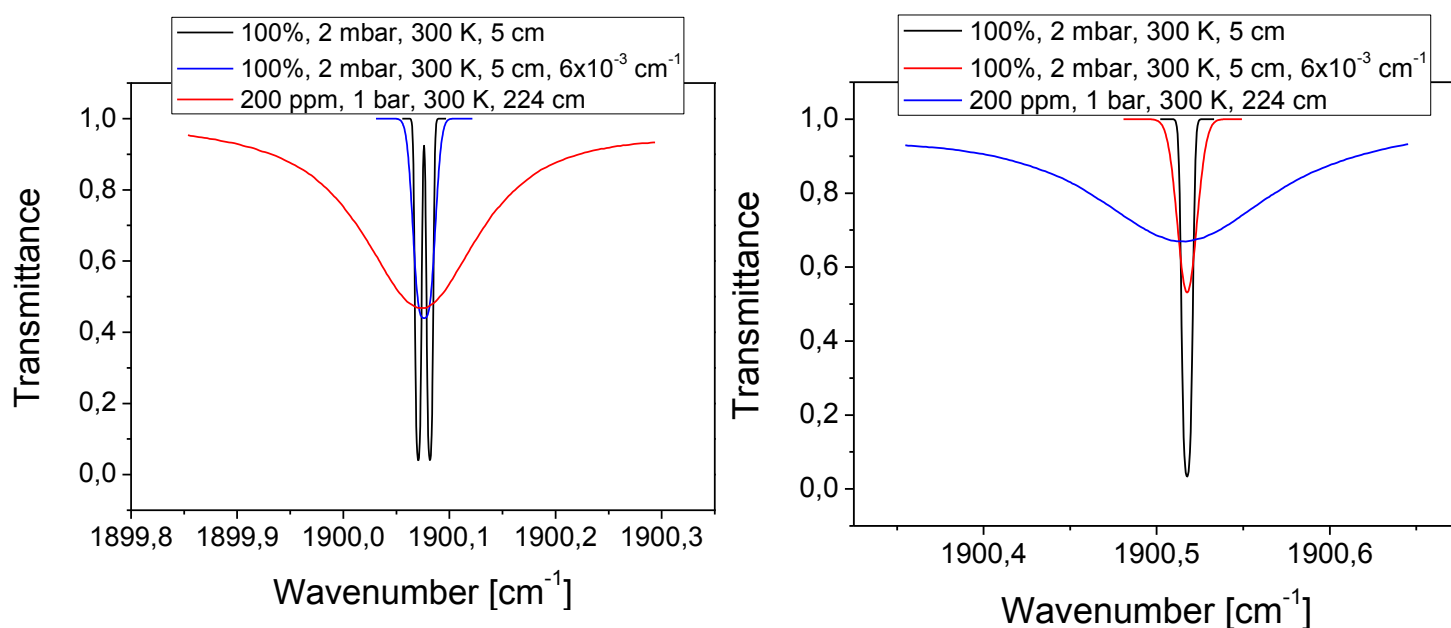 100%, 2 mbar, 300 K, 5 cm
100%, 2 mbar, 300 K, 5 cm, 6x10⁻³ cm⁻¹
200 ppm, 1 bar, 300 K, 224 cm
1,0
0,8
0,6
0,4
0,2
0,0
Transmittance
1899,8 1899,9 1900,0 1900,1 1900,2 1900,3
Wavenumber [cm⁻¹]
100%, 2 mbar, 300 K, 5 cm
100%, 2 mbar, 300 K, 5 cm, 6x10⁻³ cm⁻¹
200 ppm, 1 bar, 300 K, 224 cm
1,0
0,8
0,6
0,4
0,2
0,0
Transmittance
1900,4 1900,5 1900,6
Wavenumber [cm⁻¹]